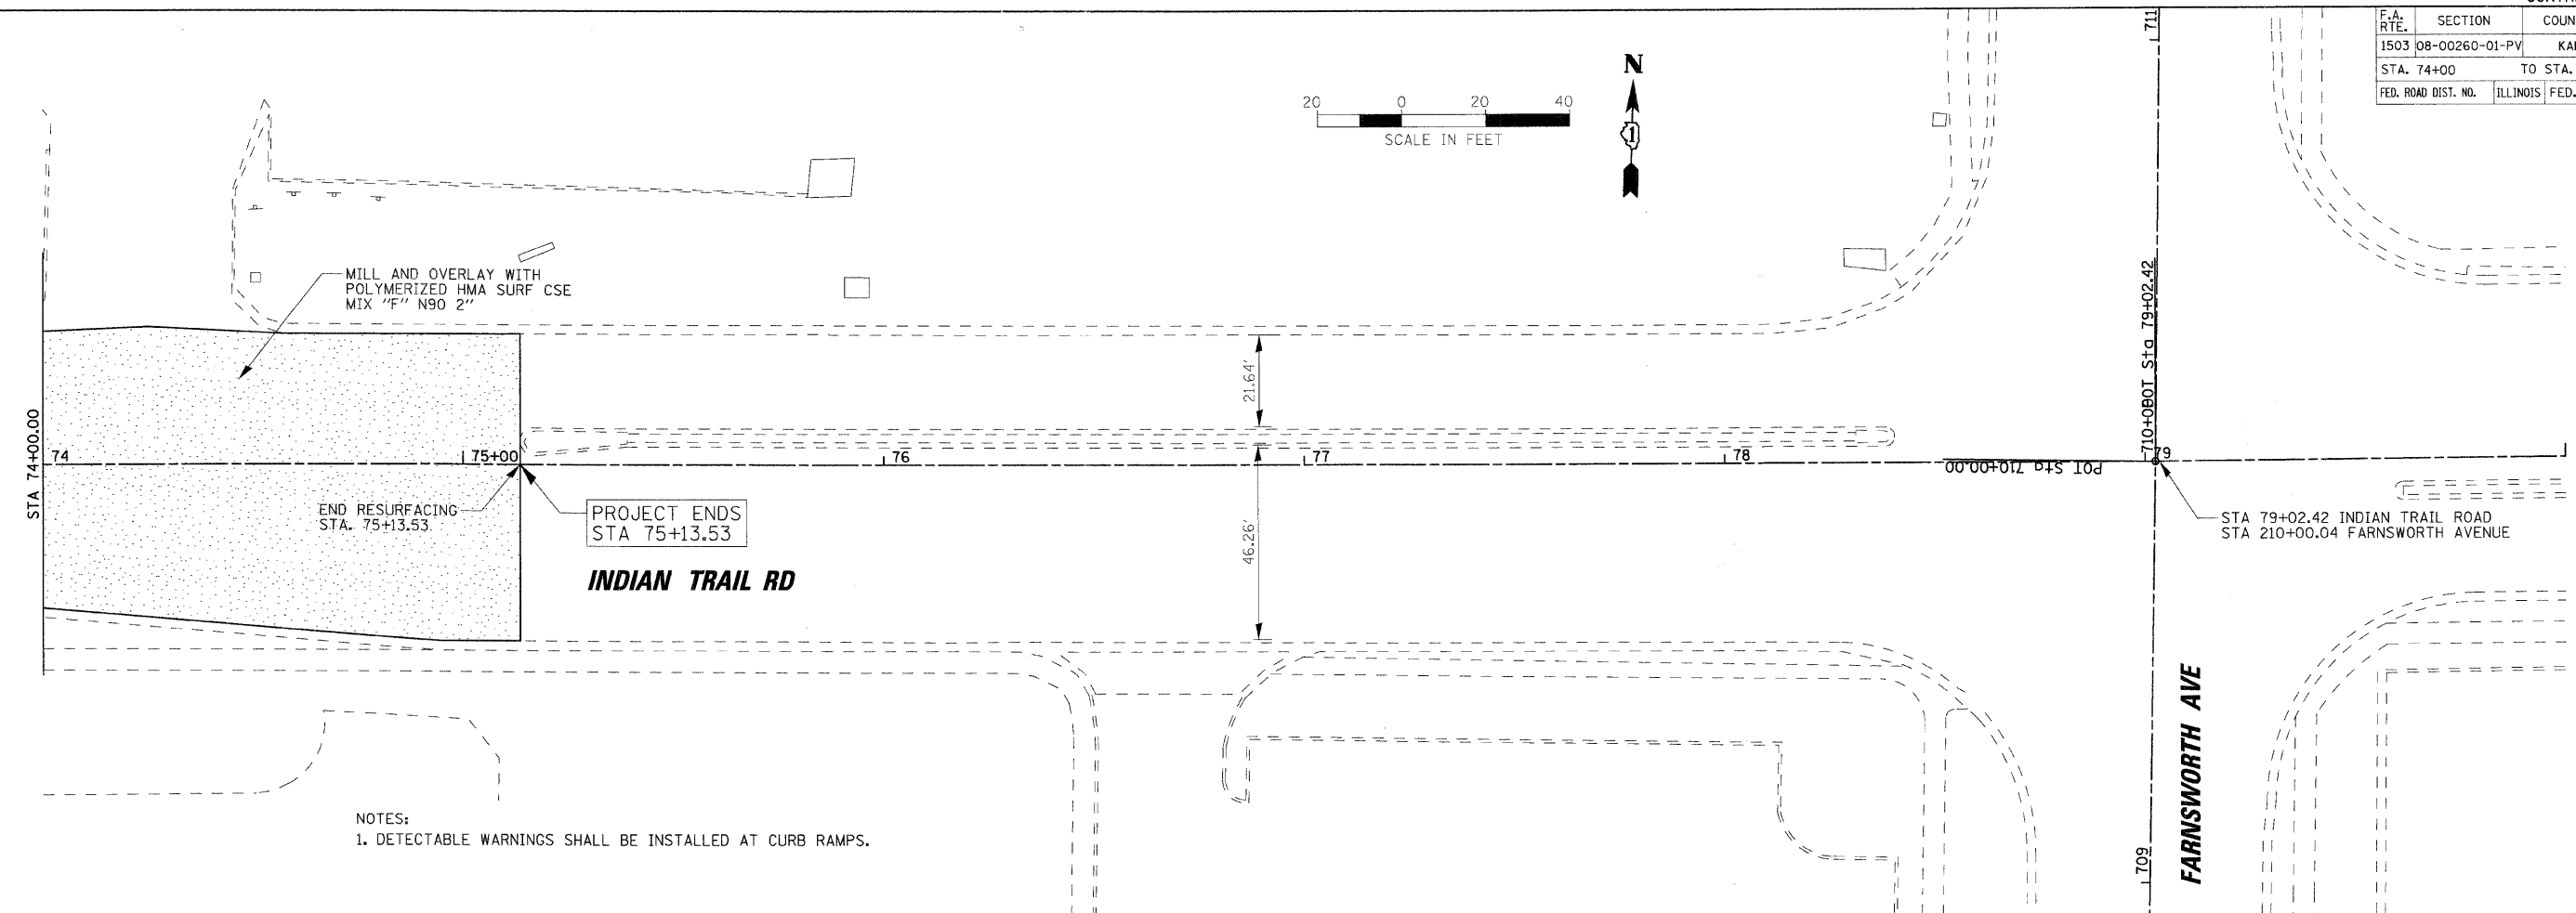 F.A. RTE. SECTION
1503 08-00260-01-PV
STA. 74+00 TO STA.
FED. ROAD DIST. NO. ILLINOIS FED.
N
1
20 0 20 40
SCALE IN FEET
711
MILL AND OVERLAY WITH
POLYMERIZED HMA SURF CSE
MIX "F" N90 2"
21.64'
POT Sta 79+02.42
STA 74+00.00
74
75+00
76
77
78
79
POT Sta 710+00.00
END RESURFACING
STA. 75+13.53
PROJECT ENDS
STA 75+13.53
46.26'
STA 79+02.42 INDIAN TRAIL ROAD
STA 210+00.04 FARNSWORTH AVENUE
INDIAN TRAIL RD
FARNSWORTH AVE
NOTES:
1. DETECTABLE WARNINGS SHALL BE INSTALLED AT CURB RAMPS.
709